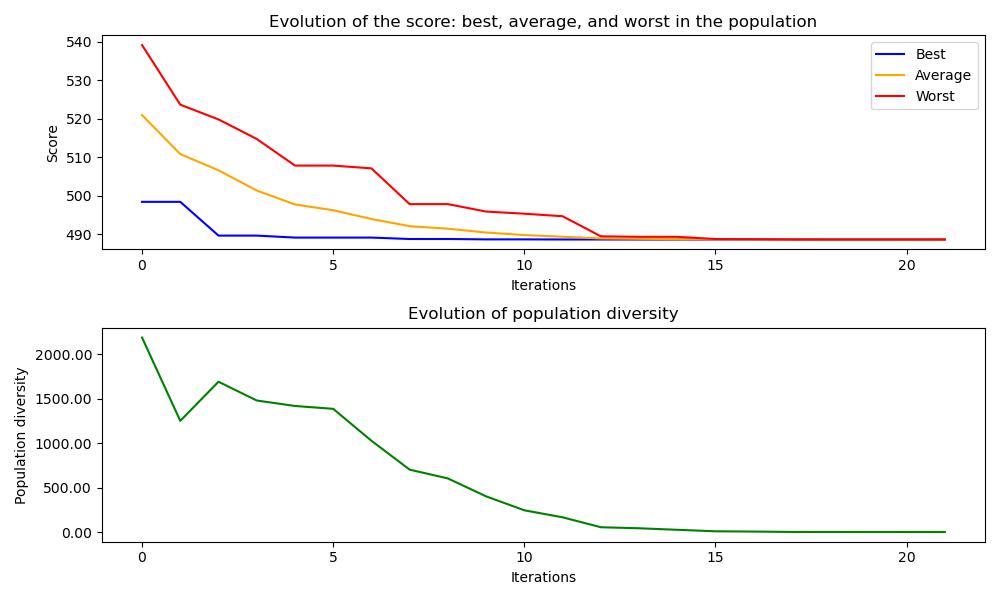 Evolution of the score: best, average, and worst in the population
540
530
520
510
500
490
Score
Best
Average
Worst
0 5 10 15 20
Iterations
Evolution of population diversity
2000.00
1500.00
1000.00
500.00
0.00
Population diversity
0 5 10 15 20
Iterations